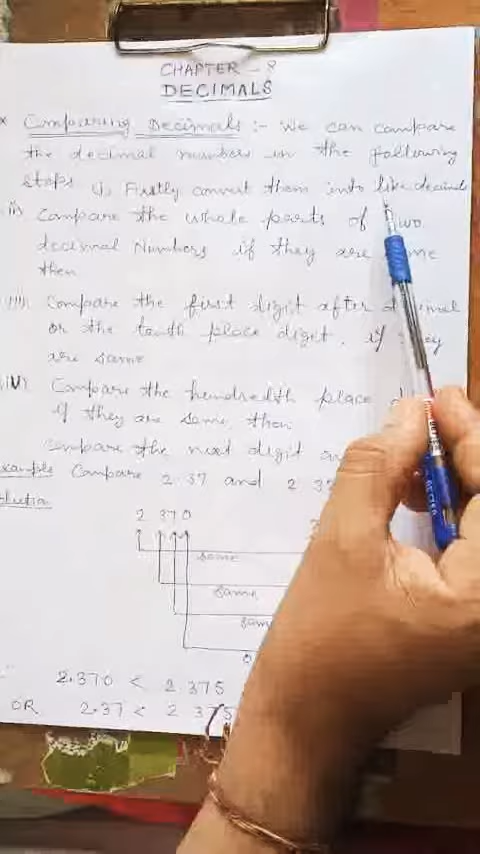 CHAPTER - 8
DECIMALS
* Comparing Decimals :- We can compare
the decimal numbers in the following
steps i) Firstly convert them into like decimal
ii) Compare the whole parts of two
decimal Numbers if they are same
then
iii) Compare the first digit after decimal
or the tenth place digit. if they
are same
iv) Compare the hundredth place
if they are same, then
compare the next digit
Example Compare 2.37 and 2.37
Solution
2 370
same
same
same
2.370 < 2.375
OR 2.37 < 2.375